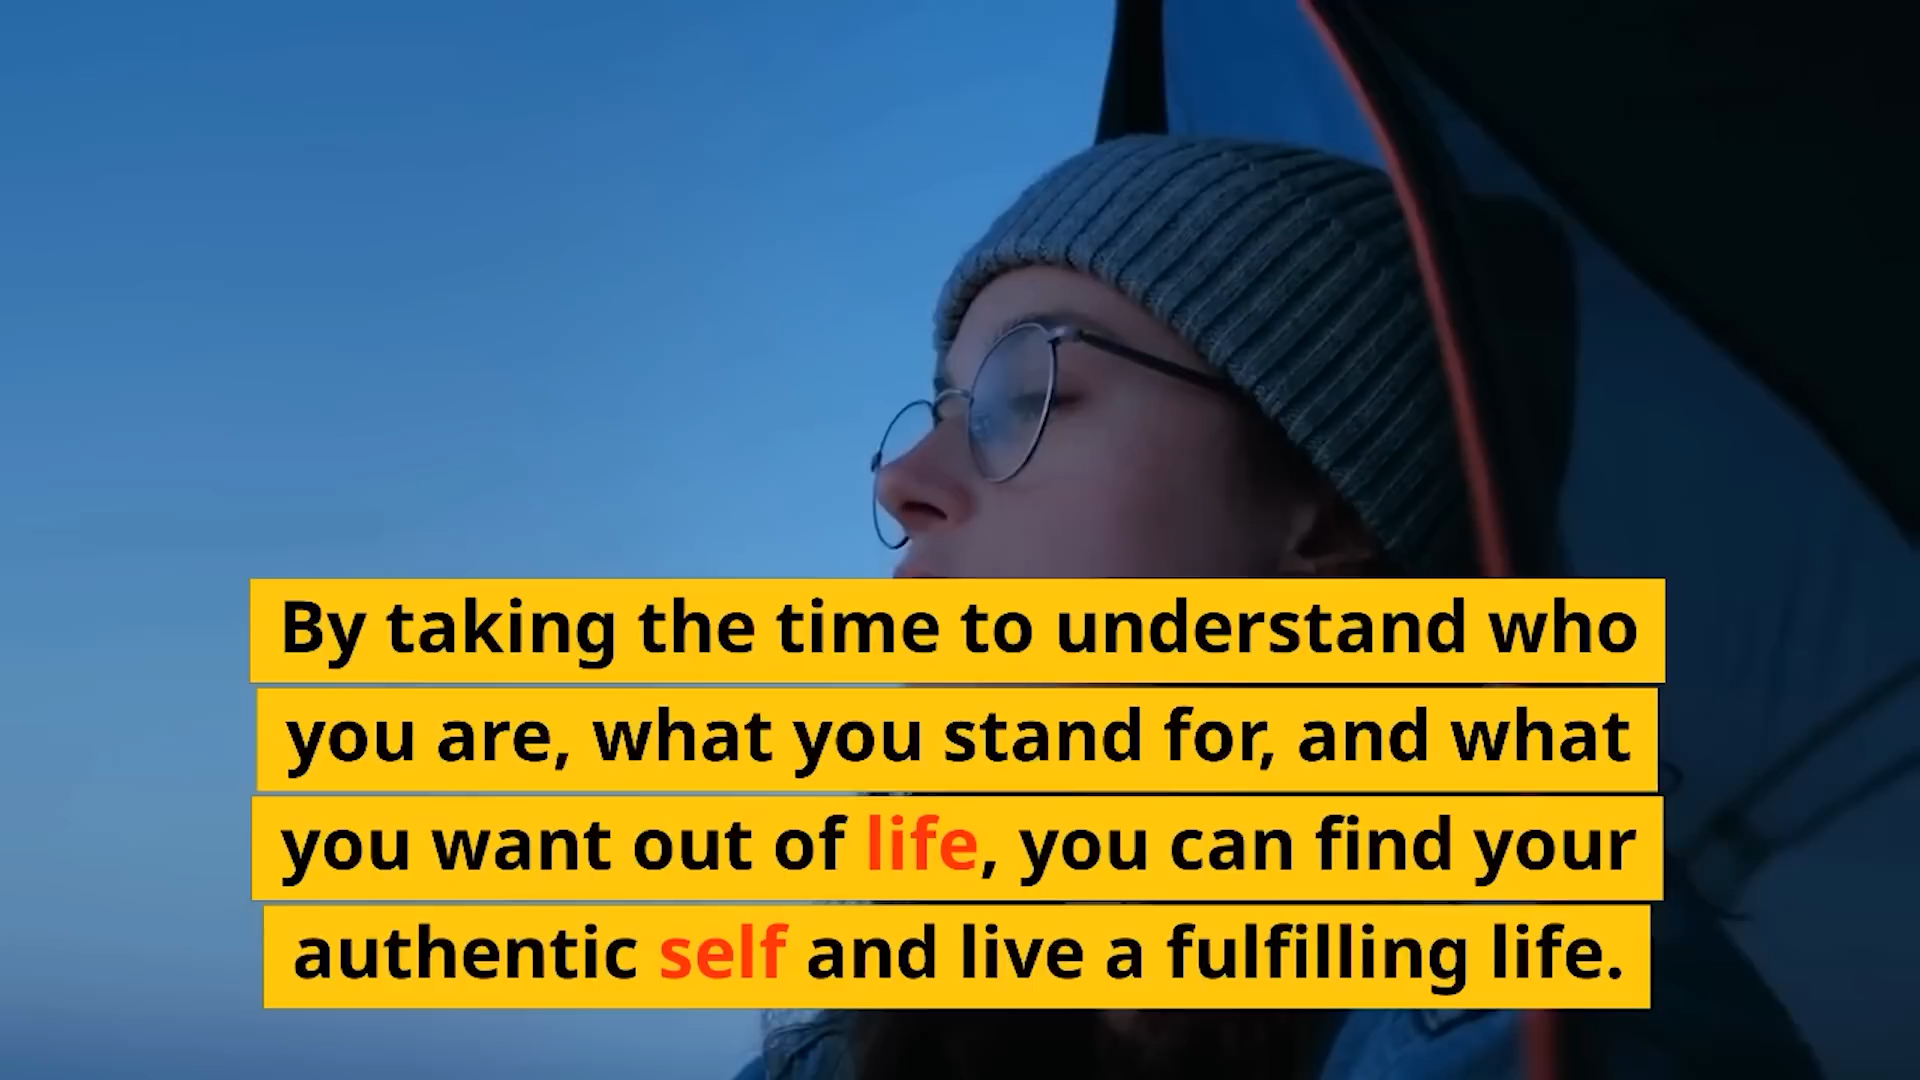 By taking the time to understand who
you are, what you stand for, and what
you want out of life, you can find your
authentic self and live a fulfilling life.